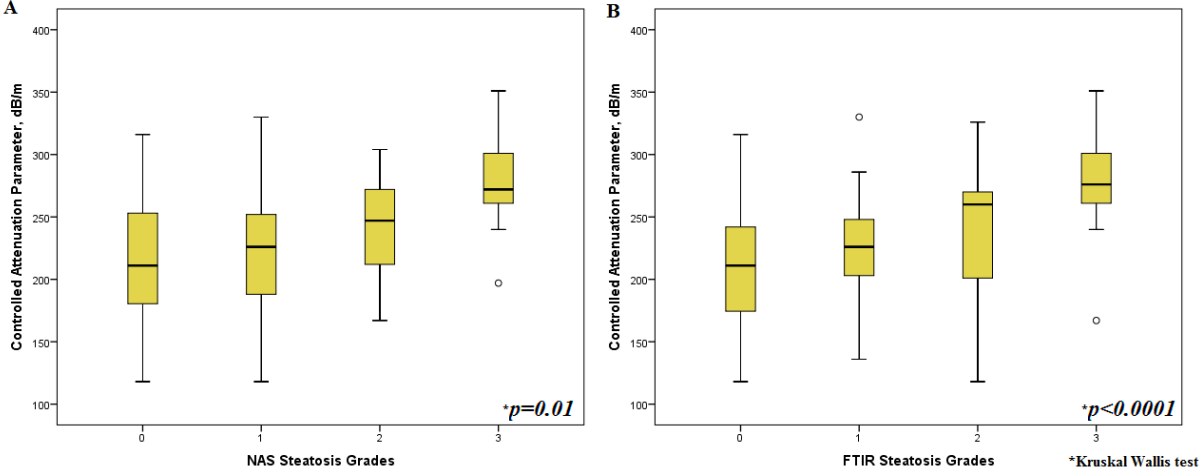 A
Controlled Attenuation Parameter, dB/m
400
350
300
250
200
150
100
0
1
2
3
NAS Steatosis Grades
*p=0.01
B
Controlled Attenuation Parameter, dB/m
400
350
300
250
200
150
100
0
1
2
3
FTIR Steatosis Grades
*p<0.0001
*Kruskal Wallis test